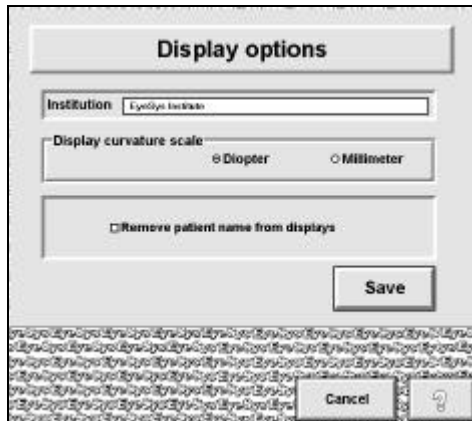 Display options
Institution EyeSys Institute
Display curvature scale
Diopter Millimeter
Remove patient name from displays
Save
Cancel ?